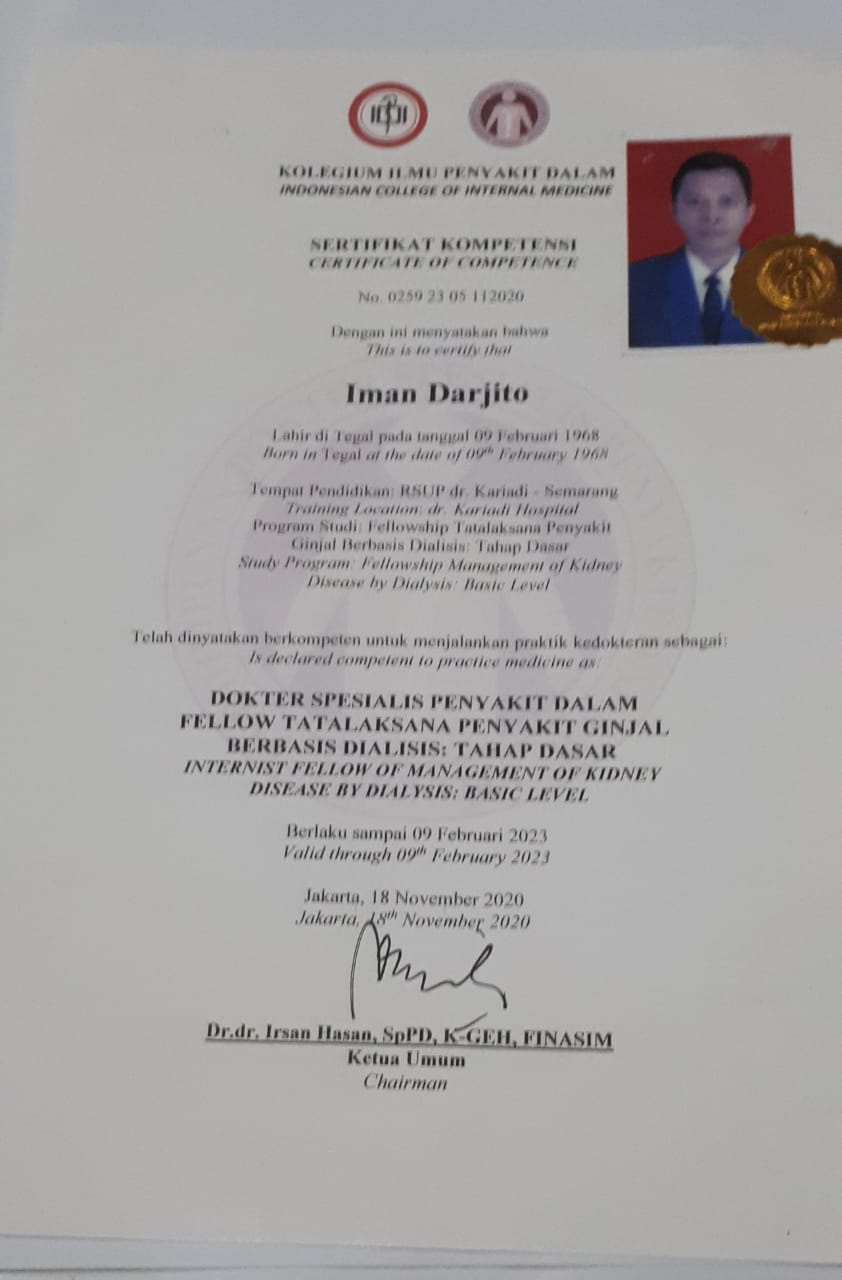 IDI
KOLEGIUM ILMU PENYAKIT DALAM
INDONESIAN COLLEGE OF INTERNAL MEDICINE
SERTIFIKAT KOMPETENSI
CERTIFICATE OF COMPETENCE
No. 0259 23 05 112020
Dengan ini menyatakan bahwa
This is to certify that
Iman Darjito
Lahir di Tegal pada tanggal 09 Februari 1968
Born in Tegal at the date of 09th February 1968
Tempat Pendidikan: RSUP dr. Kariadi - Semarang
Training Location: dr. Kariadi Hospital
Program Studi: Fellowship Tatalaksana Penyakit
Ginjal Berbasis Dialisis: Tahap Dasar
Study Program: Fellowship Management of Kidney
Disease by Dialysis: Basic Level
Telah dinyatakan berkompeten untuk menjalankan praktik kedokteran sebagai:
Is declared competent to practice medicine as:
DOKTER SPESIALIS PENYAKIT DALAM
FELLOW TATALAKSANA PENYAKIT GINJAL
BERBASIS DIALISIS: TAHAP DASAR
INTERNIST FELLOW OF MANAGEMENT OF KIDNEY
DISEASE BY DIALYSIS: BASIC LEVEL
Berlaku sampai 09 Februari 2023
Valid through 09th February 2023
Jakarta, 18 November 2020
Jakarta, 18th November 2020
Dr.dr. Irsan Hasan, SpPD, K-GEH, FINASIM
Ketua Umum
Chairman